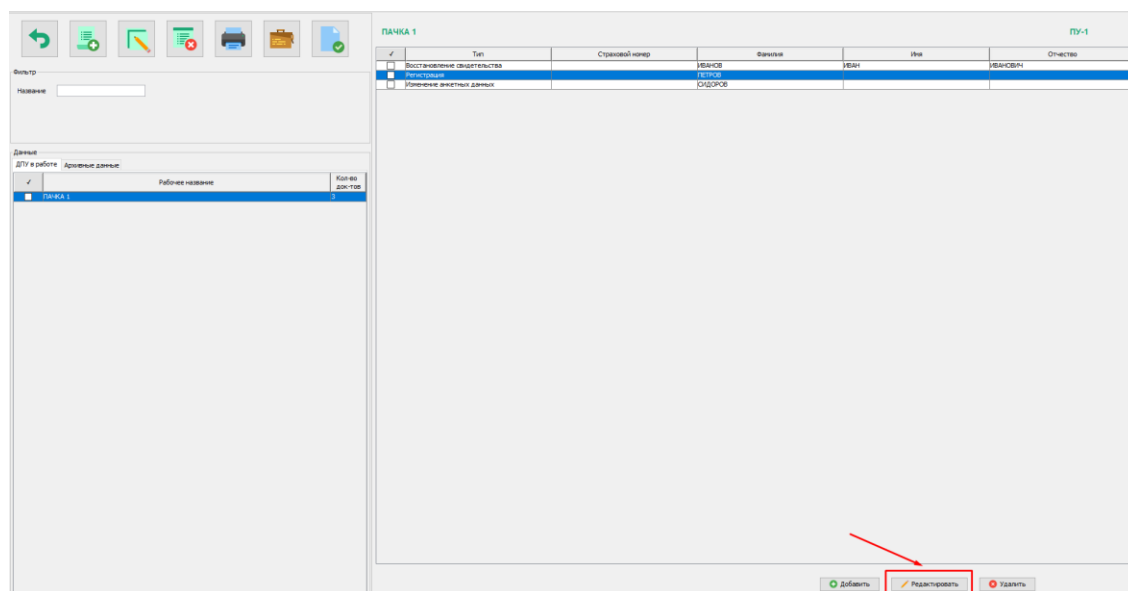 ПАЧКА 1
ПУ-1
✓ Тип Страховой номер Фамилия Имя Отчество
Восстановление свидетельства ИВАНОВ ИВАН ИВАНОВИЧ
Регистрация ПЕТРОВ
Изменение анкетных данных СИДОРОВ
Фильтр
Название
Данные
ДПУ в работе Архивные данные
✓ Рабочее название Кол-во
док-тов
ПАЧКА 1 3
Добавить Редактировать Удалить